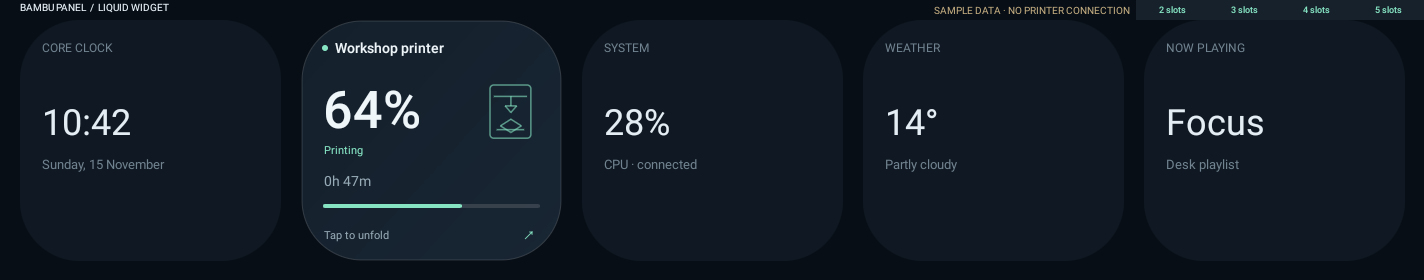 BAMBUPANEL / LIQUID WIDGET
SAMPLE DATA · NO PRINTER CONNECTION
2 slots
3 slots
4 slots
5 slots
CORE CLOCK
10:42
Sunday, 15 November
Workshop printer
64%
Printing
0h 47m
Tap to unfold
SYSTEM
28%
CPU · connected
WEATHER
14°
Partly cloudy
NOW PLAYING
Focus
Desk playlist